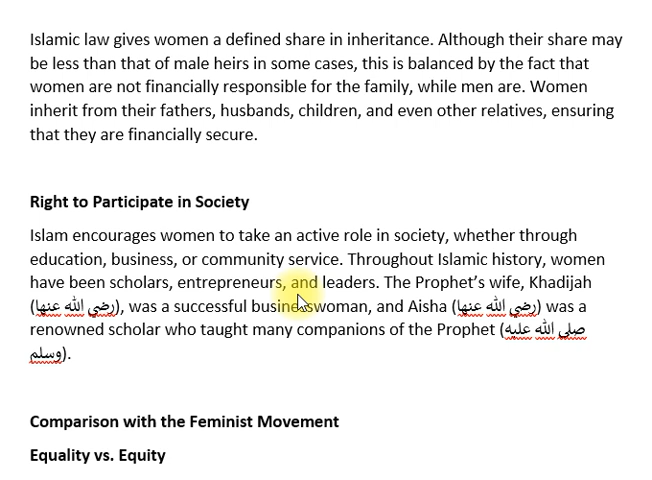 Islamic law gives women a defined share in inheritance. Although their share may
be less than that of male heirs in some cases, this is balanced by the fact that
women are not financially responsible for the family, while men are. Women
inherit from their fathers, husbands, children, and even other relatives, ensuring
that they are financially secure.
Right to Participate in Society
Islam encourages women to take an active role in society, whether through
education, business, or community service. Throughout Islamic history, women
have been scholars, entrepreneurs, and leaders. The Prophet’s wife, Khadijah
(رضي الله عنها), was a successful businesswoman, and Aisha (رضي الله عنها) was a
renowned scholar who taught many companions of the Prophet (صلى الله عليه
وسلم).
Comparison with the Feminist Movement
Equality vs. Equity